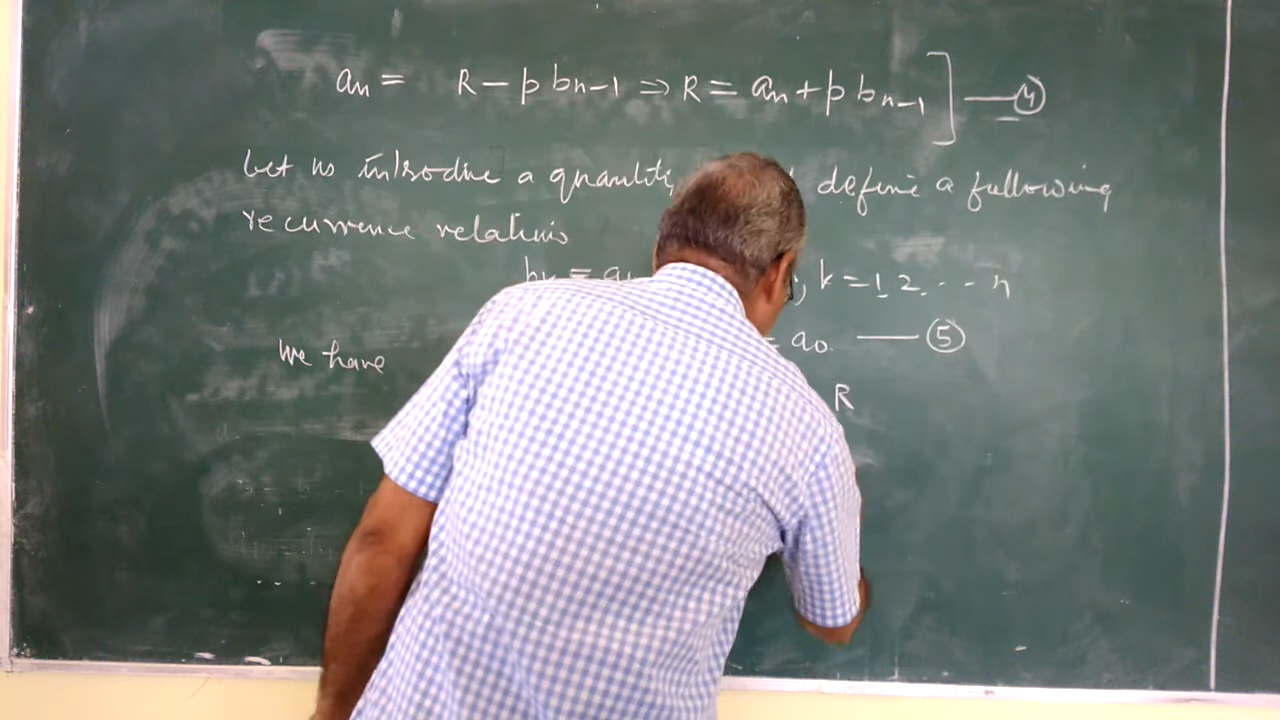 an = R - p bn-1 ⇒ R = an + p bn-1 ] —— ④
Let us introduce a quantity define a following
recurrence relations
bk = a ; k = 1, 2, . . . n
= a0 —— ⑤
We have
R